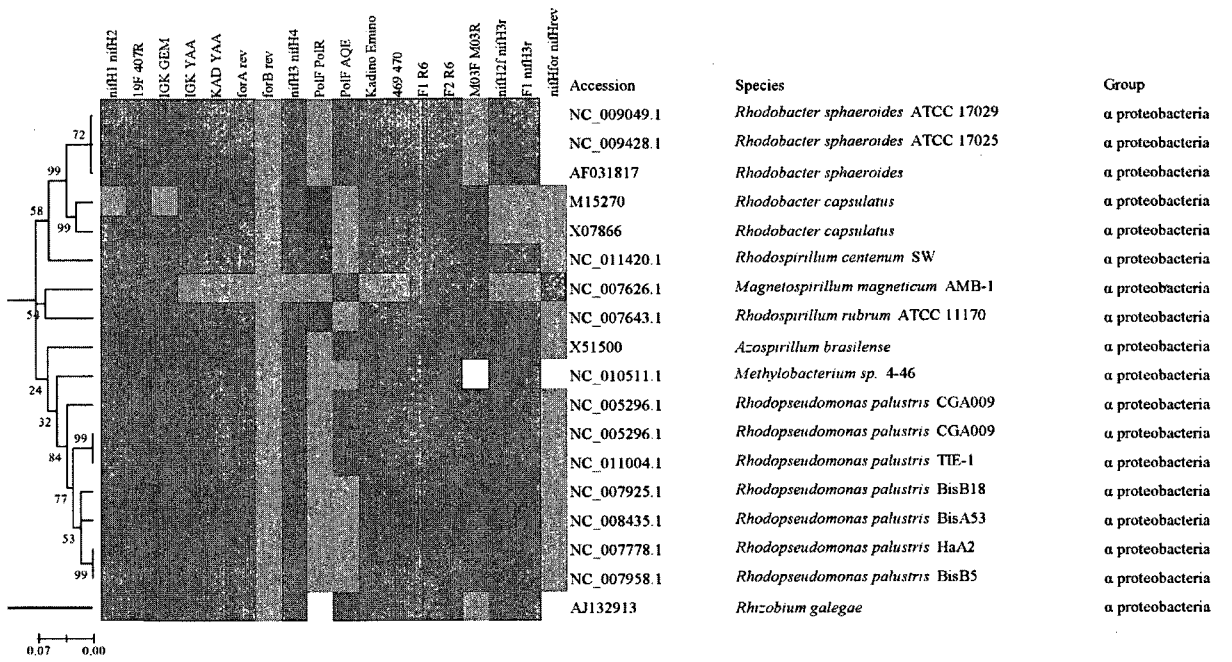 nifH1 nifH2
19F 407R
IGK GEM
IGK YAA
KAD YAA
forA rev
forB rev
nifH3 nifH4
PolF PolR
PolF AQE
Kadino Emino
469 470
F1 R6
F2 R6
M03F M03R
nifH2f nifH3r
F1 nifH3r
nifHfor nifHrev
Accession Species Group
NC_009049.1 Rhodobacter sphaeroides ATCC 17029 α proteobacteria
NC_009428.1 Rhodobacter sphaeroides ATCC 17025 α proteobacteria
AF031817 Rhodobacter sphaeroides α proteobacteria
M15270 Rhodobacter capsulatus α proteobacteria
X07866 Rhodobacter capsulatus α proteobacteria
NC_011420.1 Rhodospirillum centenum SW α proteobacteria
NC_007626.1 Magnetospirillum magneticum AMB-1 α proteobacteria
NC_007643.1 Rhodospirillum rubrum ATCC 11170 α proteobacteria
X51500 Azospirillum brasilense α proteobacteria
NC_010511.1 Methylobacterium sp. 4-46 α proteobacteria
NC_005296.1 Rhodopseudomonas palustris CGA009 α proteobacteria
NC_005296.1 Rhodopseudomonas palustris CGA009 α proteobacteria
NC_011004.1 Rhodopseudomonas palustris TIE-1 α proteobacteria
NC_007925.1 Rhodopseudomonas palustris BisB18 α proteobacteria
NC_008435.1 Rhodopseudomonas palustris BisA53 α proteobacteria
NC_007778.1 Rhodopseudomonas palustris HaA2 α proteobacteria
NC_007958.1 Rhodopseudomonas palustris BisB5 α proteobacteria
AJ132913 Rhizobium galegae α proteobacteria
72
99
58
99
54
24
32
99
84
77
53
99
0,07 0,00